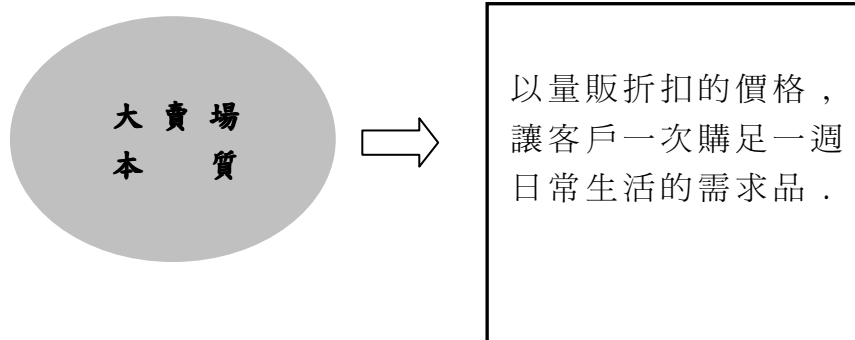 大賣場
本質
以量販折扣的價格，
讓客戶一次購足一週
日常生活的需求品．